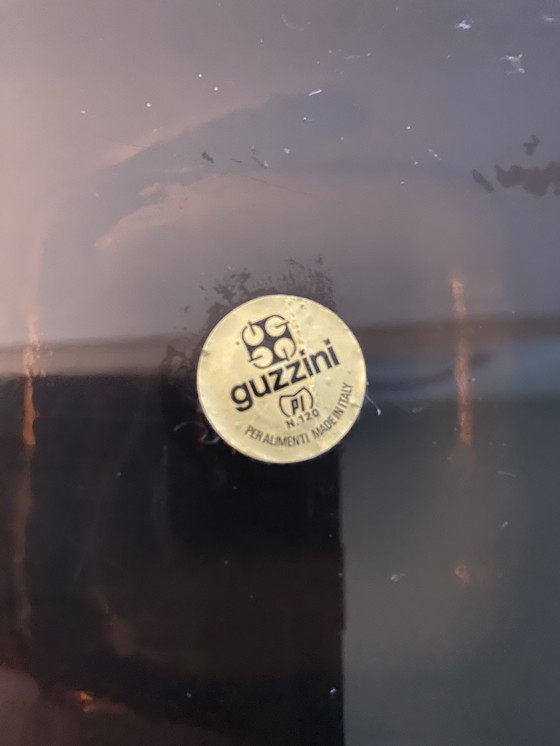 guzzini
PI
N.120
PER ALIMENTI MADE IN ITALY